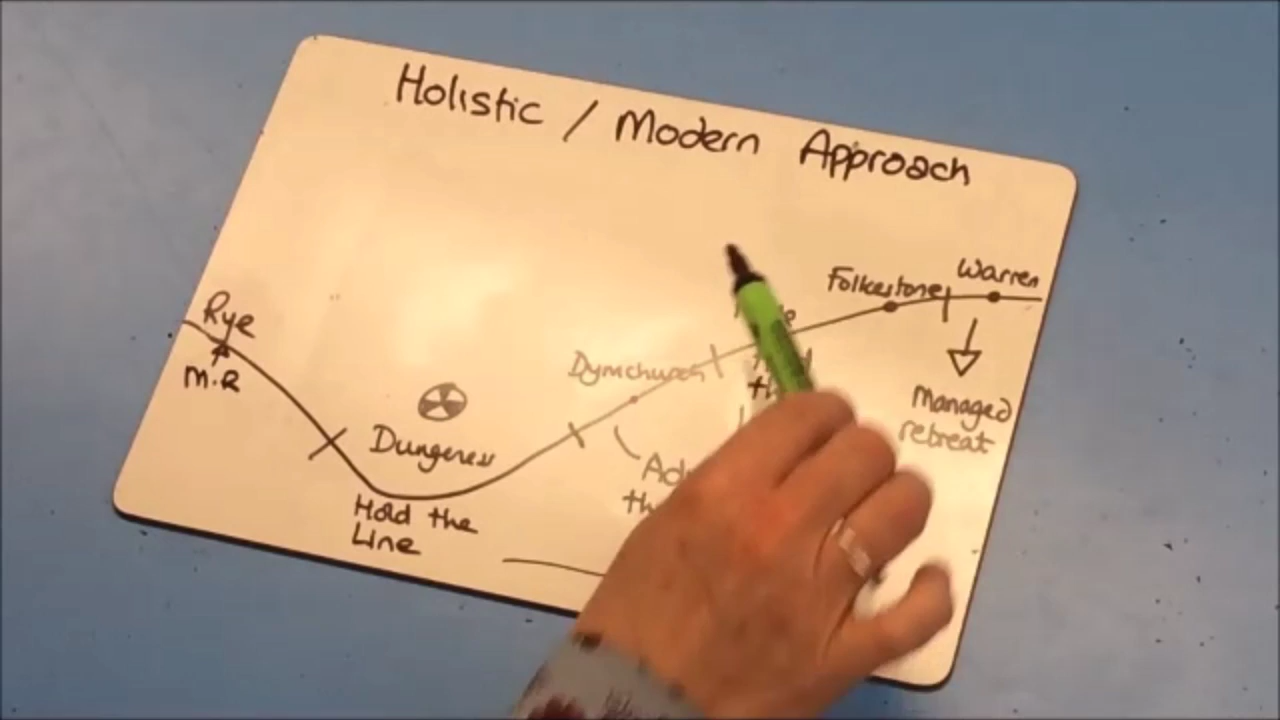 Holistic / Modern Approach
Warren
Folkestone
Rye
M.R
Dymchurch
Managed
retreat
Dungeness
Hold the
Line